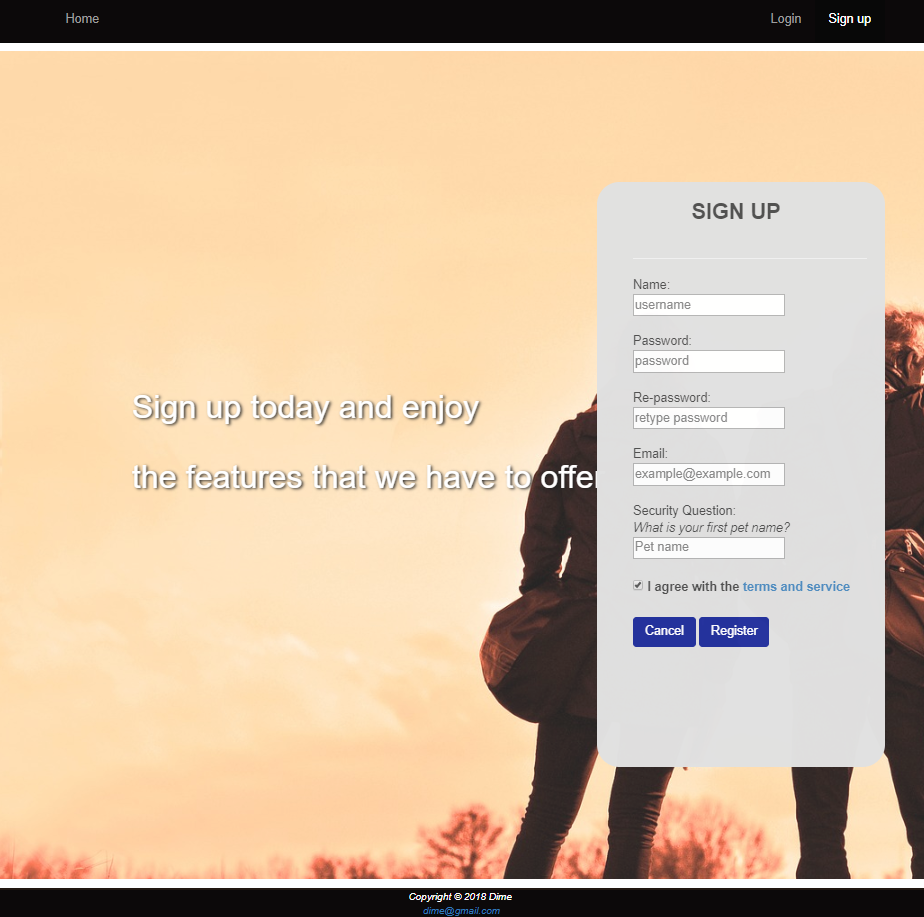 Home Login Sign up
SIGN UP
Name:
username
Password:
password
Re-password:
retype password
Sign up today and enjoy
the features that we have to offer
Email:
example@example.com
Security Question:
What is your first pet name?
Pet name
I agree with the terms and service
Cancel Register
Copyright © 2018 Dime
dime@gmail.com